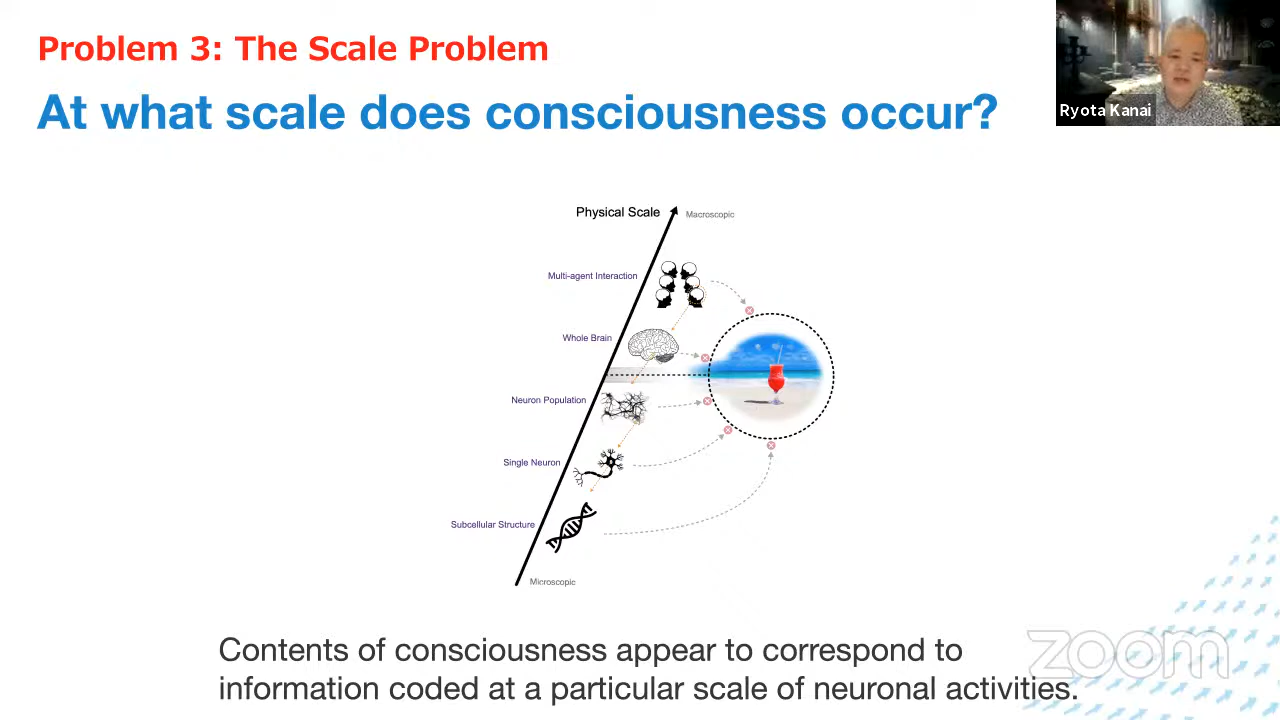 Problem 3: The Scale Problem
At what scale does consciousness occur?
Ryota Kanai
Physical Scale
Macroscopic
Multi-agent Interaction
Whole Brain
Neuron Population
Single Neuron
Subcellular Structure
Microscopic
Contents of consciousness appear to correspond to
information coded at a particular scale of neuronal activities.
zoom